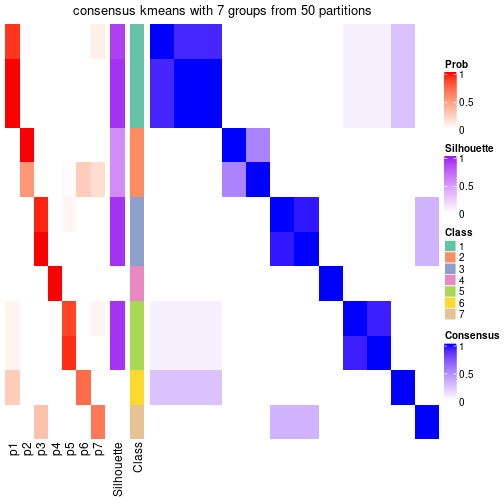 consensus kmeans with 7 groups from 50 partitions
Prob
1
0.5
0
Silhouette
1
0.5
0
Class
1
2
3
4
5
6
7
Consensus
1
0.5
0
p1
p2
p3
p4
p5
p6
p7
Silhouette
Class